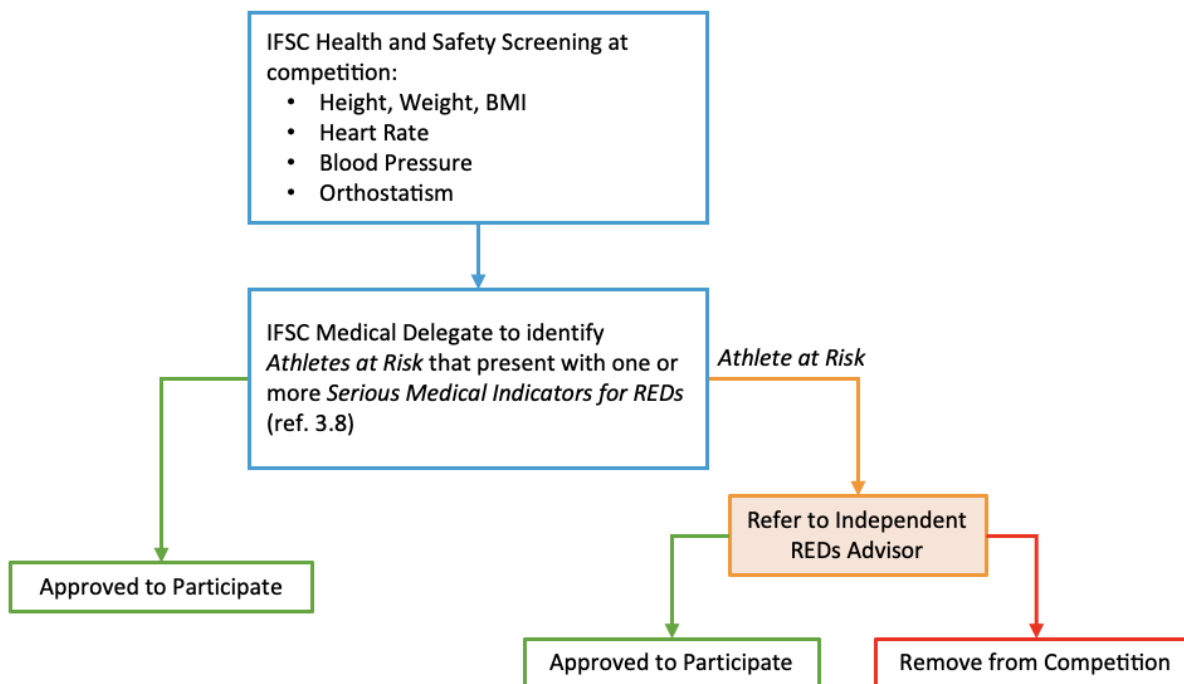 IFSC Health and Safety Screening at
competition:
• Height, Weight, BMI
• Heart Rate
• Blood Pressure
• Orthostatism
IFSC Medical Delegate to identify
Athletes at Risk that present with one or
more Serious Medical Indicators for REDs
(ref. 3.8)
Athlete at Risk
Refer to Independent
REDs Advisor
Approved to Participate
Approved to Participate
Remove from Competition